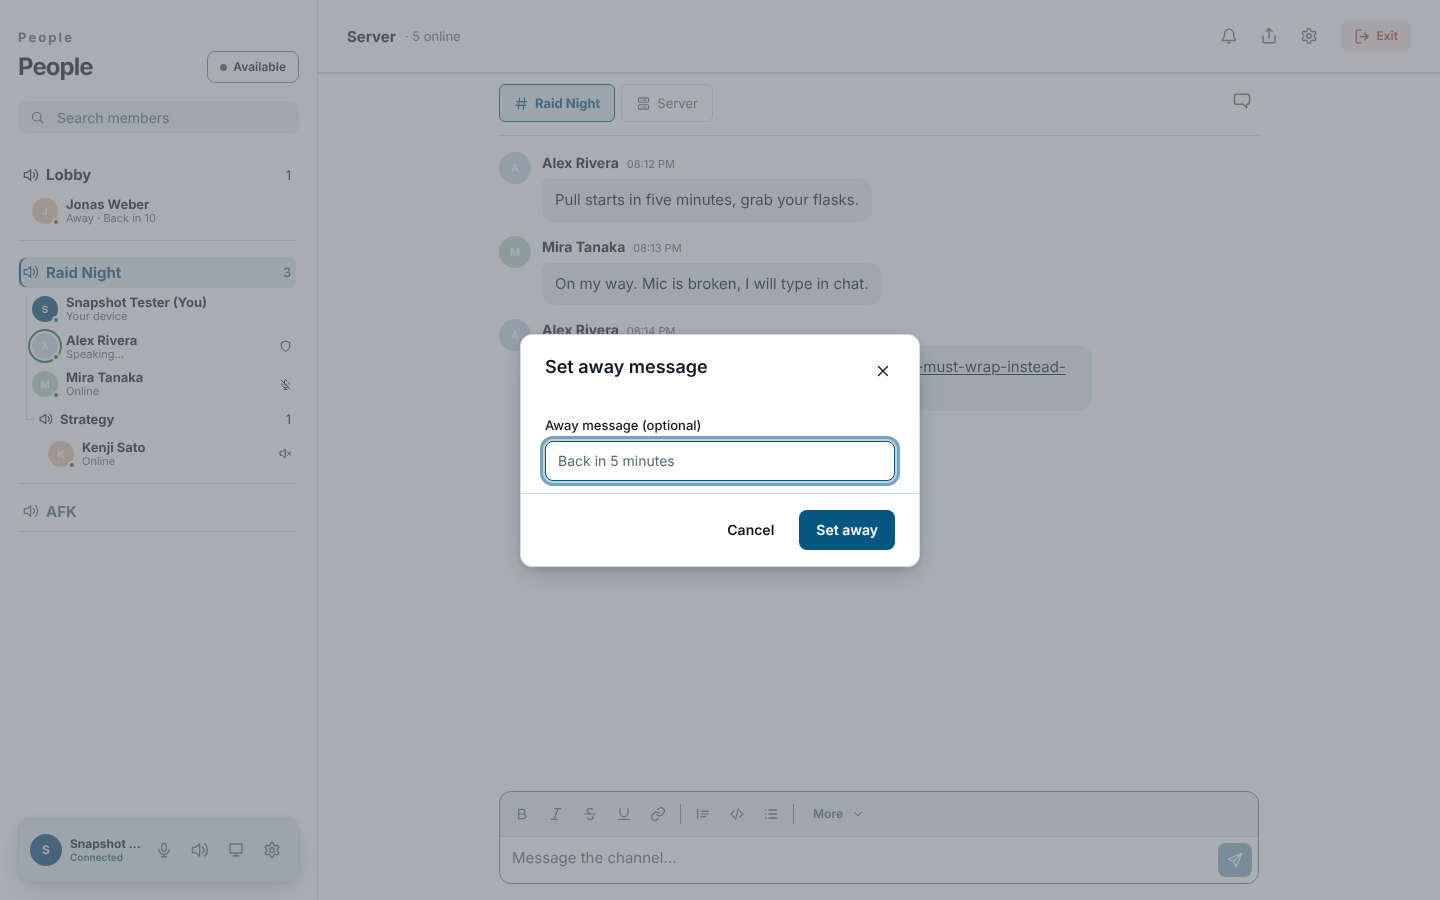 People
People
Available
Search members
Lobby 1
J
Jonas Weber
Away · Back in 10
Raid Night 3
S
Snapshot Tester (You)
Your device
A
Alex Rivera
Speaking...
M
Mira Tanaka
Online
Strategy 1
K
Kenji Sato
Online
AFK
S
Snapshot ...
Connected
Server · 5 online
Exit
Raid Night
Server
A
Alex Rivera 08:12 PM
Pull starts in five minutes, grab your flasks.
M
Mira Tanaka 08:13 PM
On my way. Mic is broken, I will type in chat.
A
Alex Rivera 08:14 PM
-must-wrap-instead-
Set away message
Away message (optional)
Back in 5 minutes
Cancel
Set away
B I S U
More
Message the channel...